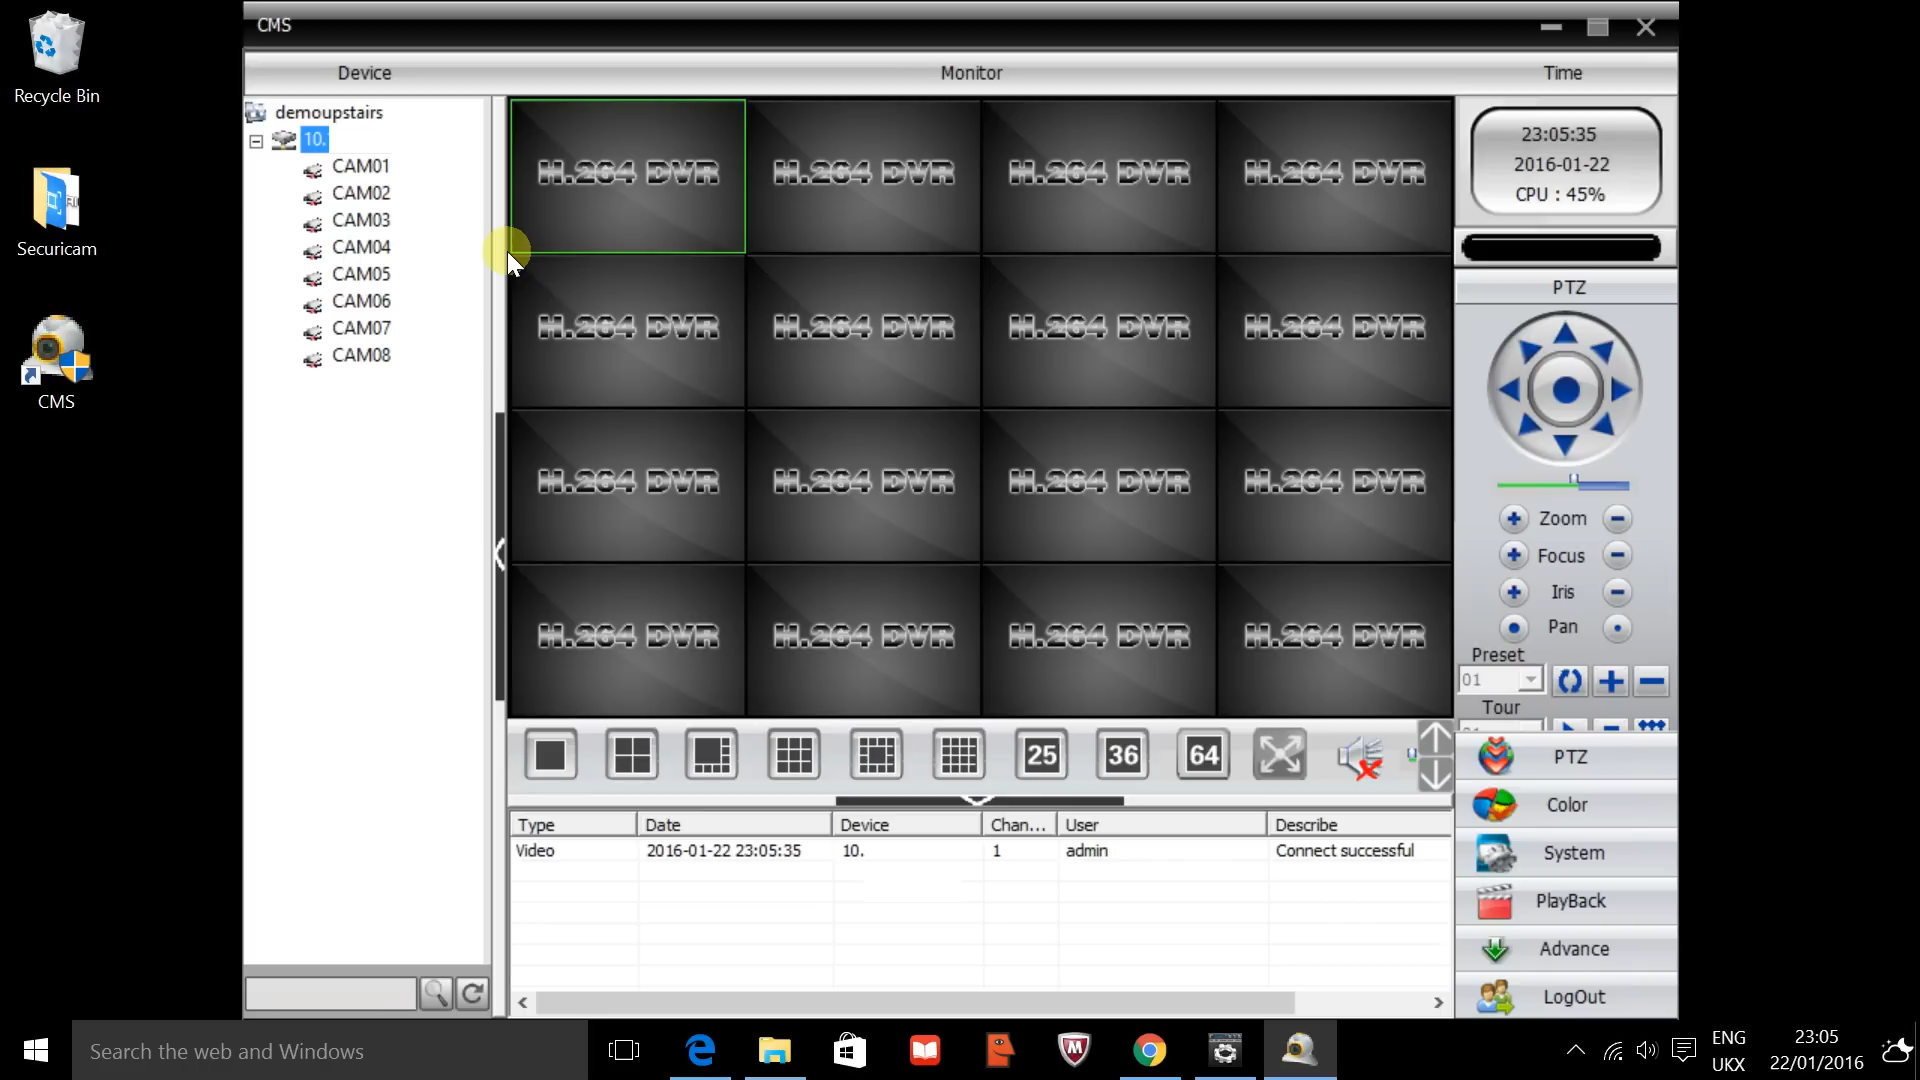 CMS
Device
Monitor
Time
Recycle Bin
Securicam
CMS
demoupstairs
10.
CAM01
CAM02
CAM03
CAM04
CAM05
CAM06
CAM07
CAM08
H.264 DVR H.264 DVR H.264 DVR H.264 DVR
H.264 DVR H.264 DVR H.264 DVR H.264 DVR
H.264 DVR H.264 DVR H.264 DVR H.264 DVR
H.264 DVR H.264 DVR H.264 DVR H.264 DVR
23:05:35
2016-01-22
CPU : 45%
PTZ
Zoom
Focus
Iris
Pan
Preset
01
Tour
25 36 64
PTZ
Color
System
PlayBack
Advance
LogOut
Type Date Device Chan... User Describe
Video 2016-01-22 23:05:35 10. 1 admin Connect successful
Search the web and Windows
ENG
UKX
23:05
22/01/2016